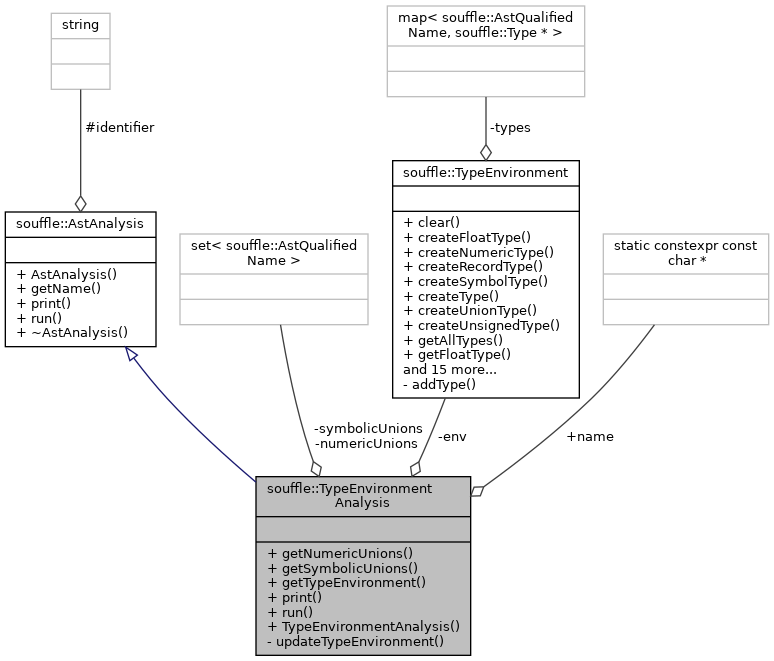 string
map< souffle::AstQualified
Name, souffle::Type * >
#identifier
-types
souffle::AstAnalysis
+ AstAnalysis()
+ getName()
+ print()
+ run()
+ ~AstAnalysis()
set< souffle::AstQualified
Name >
souffle::TypeEnvironment
+ clear()
+ createFloatType()
+ createNumericType()
+ createRecordType()
+ createSymbolType()
+ createType()
+ createUnionType()
+ createUnsignedType()
+ getAllTypes()
+ getFloatType()
and 15 more...
- addType()
static constexpr const
char *
-symbolicUnions
-numericUnions
-env
+name
souffle::TypeEnvironment
Analysis
+ getNumericUnions()
+ getSymbolicUnions()
+ getTypeEnvironment()
+ print()
+ run()
+ TypeEnvironmentAnalysis()
- updateTypeEnvironment()